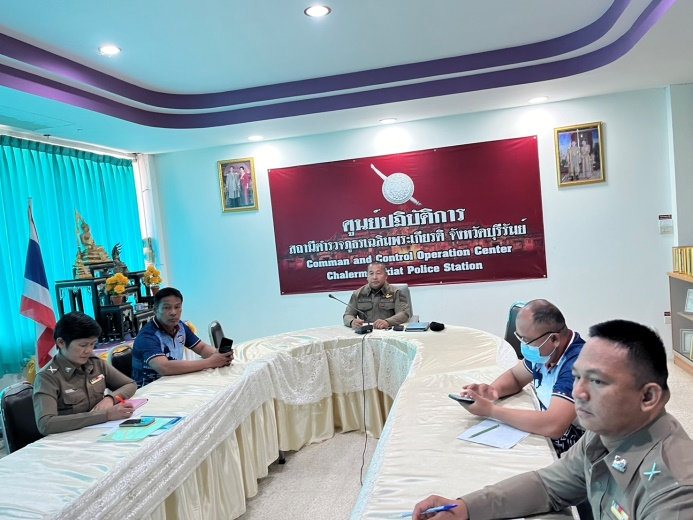 ศูนย์ปฏิบัติการ
สถานีตำรวจภูธรเฉลิมพระเกียรติ จังหวัดบุรีรัมย์
Comman and Control Operation Center
Police Station